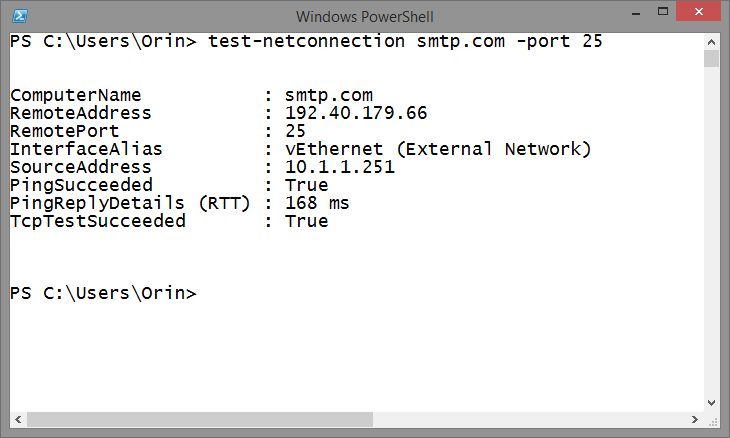 Windows PowerShell
PS C:\Users\Orin> test-netconnection smtp.com -port 25
ComputerName           : smtp.com
RemoteAddress          : 192.40.179.66
RemotePort             : 25
InterfaceAlias         : vEthernet (External Network)
SourceAddress          : 10.1.1.251
PingSucceeded          : True
PingReplyDetails (RTT) : 168 ms
TcpTestSucceeded       : True
PS C:\Users\Orin>